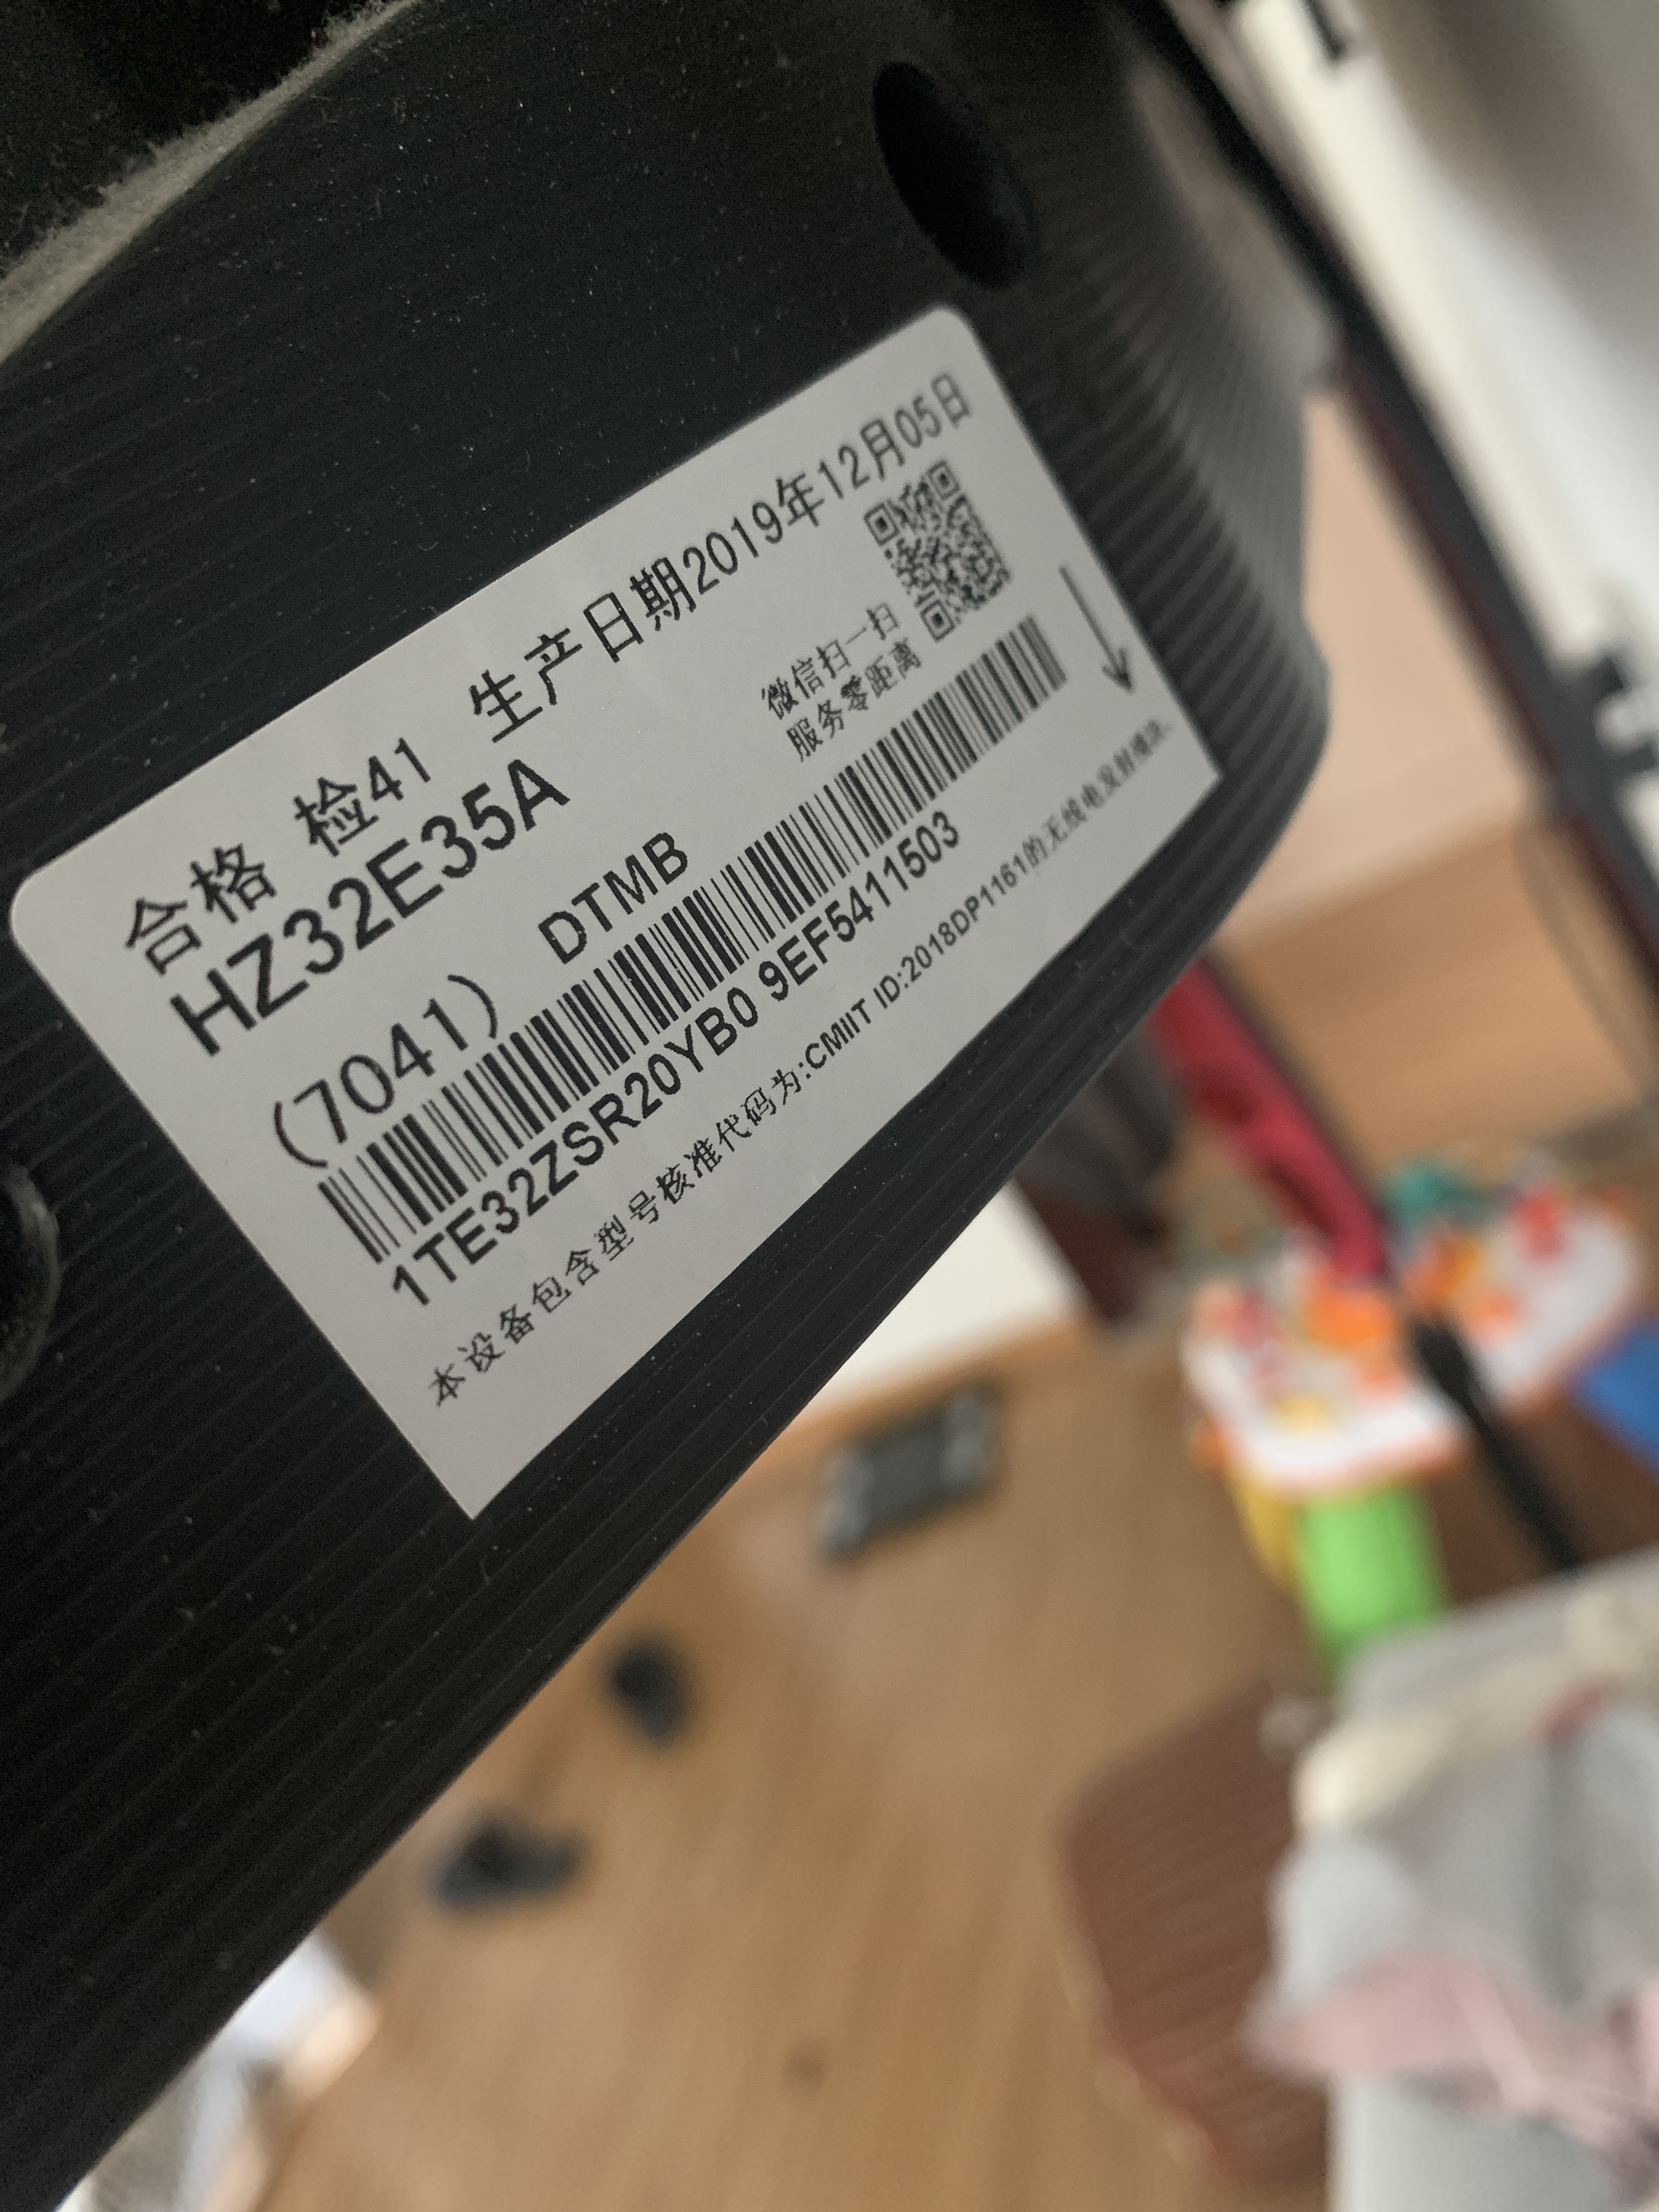 合格 检41 生产日期2019年12月05日
HZ32E35A
微信扫一扫
服务零距离
(7041) DTMB
1TE32ZSR20YB0 9EF5411503
本设备包含型号核准代码为:CMIIT ID:2018DP1161的无线电发射模块.